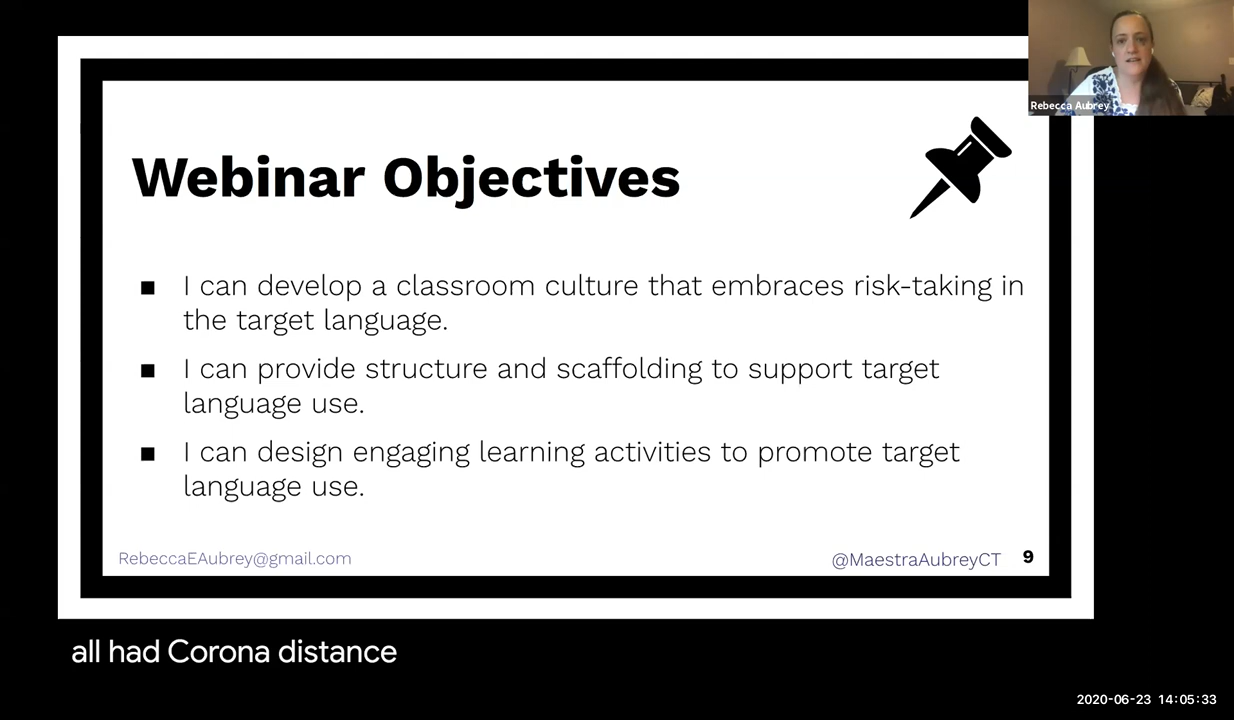 Rebecca Aubrey
Webinar Objectives
■ I can develop a classroom culture that embraces risk-taking in
the target language.
■ I can provide structure and scaffolding to support target
language use.
■ I can design engaging learning activities to promote target
language use.
RebeccaEAubrey@gmail.com
@MaestraAubreyCT 9
all had Corona distance
2020-06-23 14:05:33